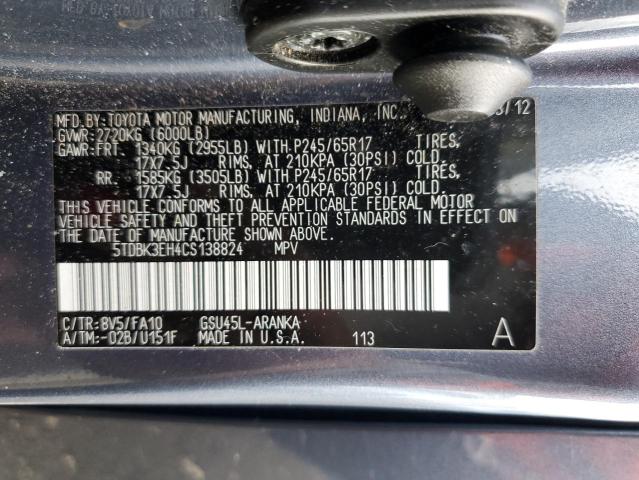 MFD.BY:TOYOTA MOTOR MANUFACTURING, INDIANA, INC. /12
GVWR:2720KG (6000LB)
GAWR:FRT. 1340KG (2955LB) WITH P245/65R17 TIRES,
17X7.5J RIMS, AT 210KPA (30PSI) COLD.
RR. 1585KG (3505LB) WITH P245/65R17 TIRES,
17X7.5J RIMS, AT 210KPA (30PSI) COLD.
THIS VEHICLE CONFORMS TO ALL APPLICABLE FEDERAL MOTOR
VEHICLE SAFETY AND THEFT PREVENTION STANDARDS IN EFFECT ON
THE DATE OF MANUFACTURE SHOWN ABOVE.
5TDBK3EH4CS138824 MPV
C/TR:8V5/FA10 GSU45L-ARANKA
A/TM:-02B/U151F MADE IN U.S.A. 113 A